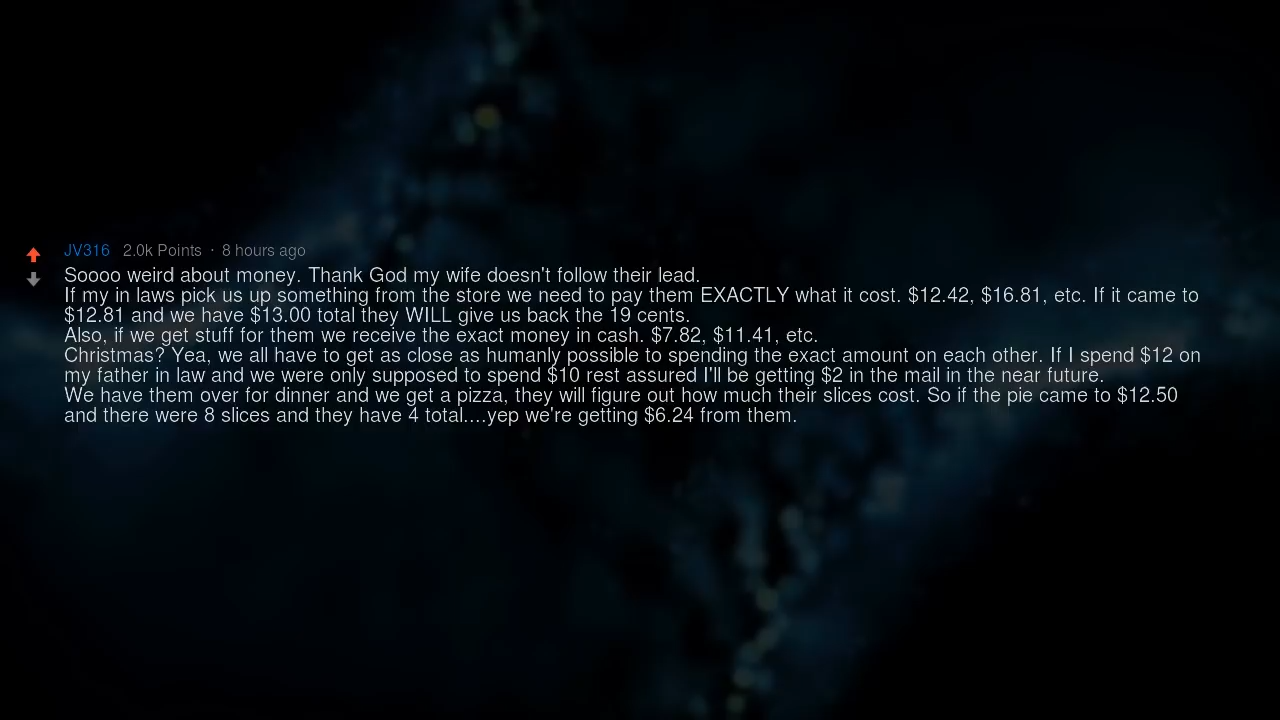 JV316 2.0k Points · 8 hours ago
Soooo weird about money. Thank God my wife doesn't follow their lead.
If my in laws pick us up something from the store we need to pay them EXACTLY what it cost. $12.42, $16.81, etc. If it came to
$12.81 and we have $13.00 total they WILL give us back the 19 cents.
Also, if we get stuff for them we receive the exact money in cash. $7.82, $11.41, etc.
Christmas? Yea, we all have to get as close as humanly possible to spending the exact amount on each other. If I spend $12 on
my father in law and we were only supposed to spend $10 rest assured I'll be getting $2 in the mail in the near future.
We have them over for dinner and we get a pizza, they will figure out how much their slices cost. So if the pie came to $12.50
and there were 8 slices and they have 4 total....yep we're getting $6.24 from them.